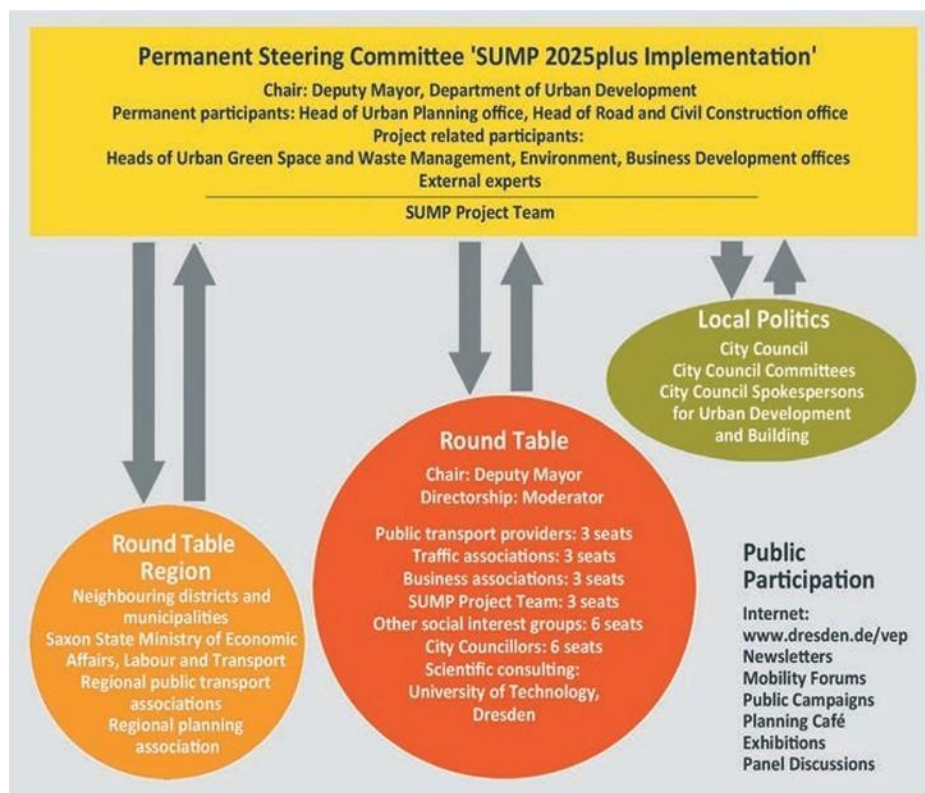 Permanent Steering Committee 'SUMP 2025plus Implementation'
Chair: Deputy Mayor, Department of Urban Development
Permanent participants: Head of Urban Planning office, Head of Road and Civil Construction office
Project related participants:
Heads of Urban Green Space and Waste Management, Environment, Business Development offices
External experts
SUMP Project Team
Local Politics
City Council
City Council Committees
City Council Spokespersons
for Urban Development
and Building
Round Table
Chair: Deputy Mayor
Directorship: Moderator
Public transport providers: 3 seats
Traffic associations: 3 seats
Business associations: 3 seats
SUMP Project Team: 3 seats
Other social interest groups: 6 seats
City Councillors: 6 seats
Scientific consulting:
University of Technology,
Dresden
Round Table
Region
Neighbouring districts and
municipalities
Saxon State Ministry of Economic
Affairs, Labour and Transport
Regional public transport
associations
Regional planning
association
Public
Participation
Internet:
www.dresden.de/vep
Newsletters
Mobility Forums
Public Campaigns
Planning Café
Exhibitions
Panel Discussions